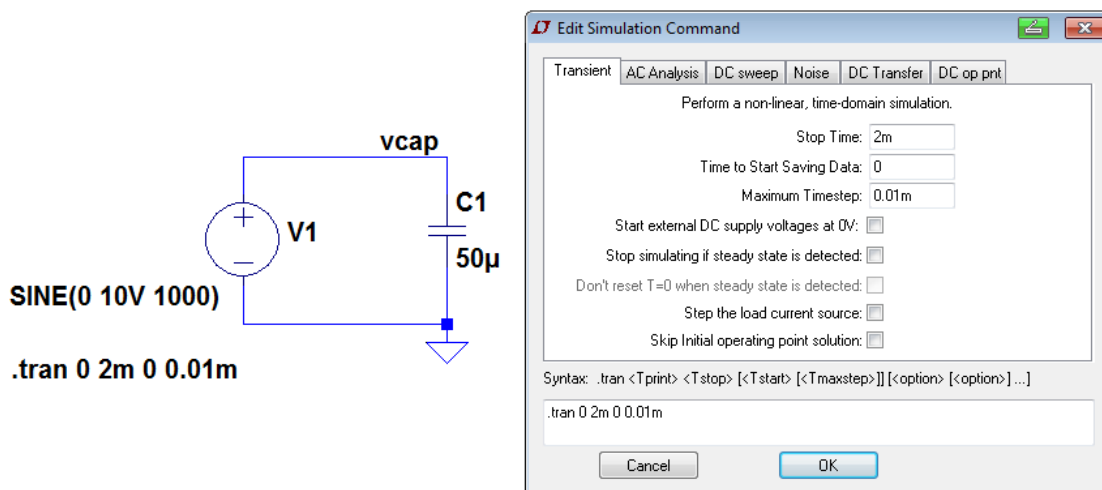 vcap
C1
V1
50µ
SINE(0 10V 1000)
.tran 0 2m 0 0.01m
Edit Simulation Command
Transient AC Analysis DC sweep Noise DC Transfer DC op pnt
Perform a non-linear, time-domain simulation.
Stop Time: 2m
Time to Start Saving Data: 0
Maximum Timestep: 0.01m
Start external DC supply voltages at 0V:
Stop simulating if steady state is detected:
Don't reset T=0 when steady state is detected:
Step the load current source:
Skip Initial operating point solution:
Syntax: .tran <Tprint> <Tstop> [<Tstart> [<Tmaxstep>]] [<option> [<option>] ...]
.tran 0 2m 0 0.01m
Cancel OK